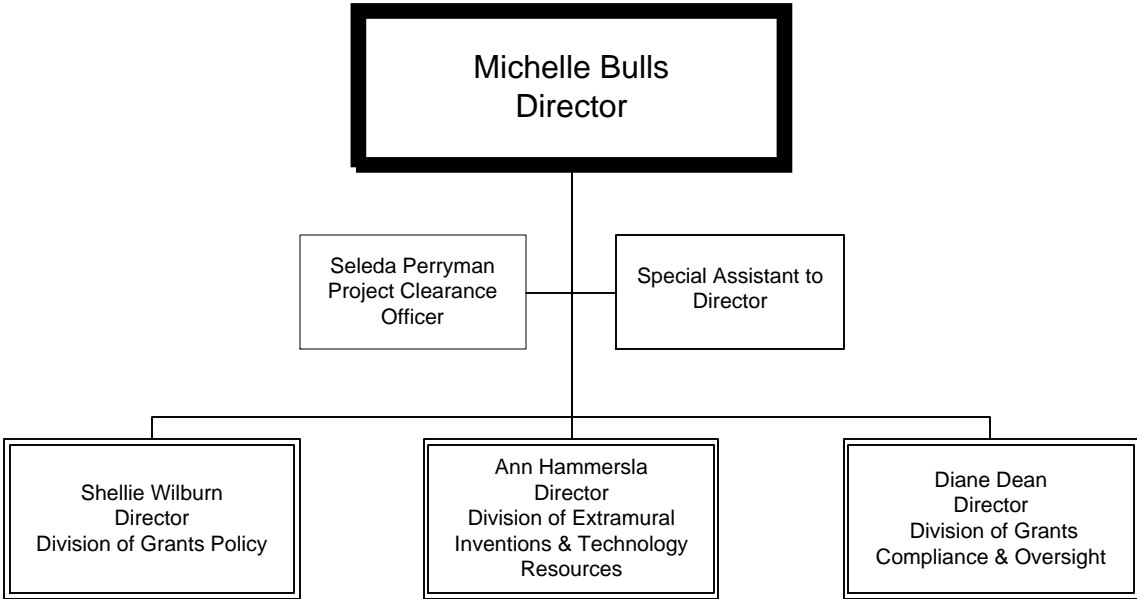 Michelle Bulls
Director
Seleda Perryman
Project Clearance
Officer
Special Assistant to
Director
Shellie Wilburn
Director
Division of Grants Policy
Ann Hammersla
Director
Division of Extramural
Inventions & Technology
Resources
Diane Dean
Director
Division of Grants
Compliance & Oversight